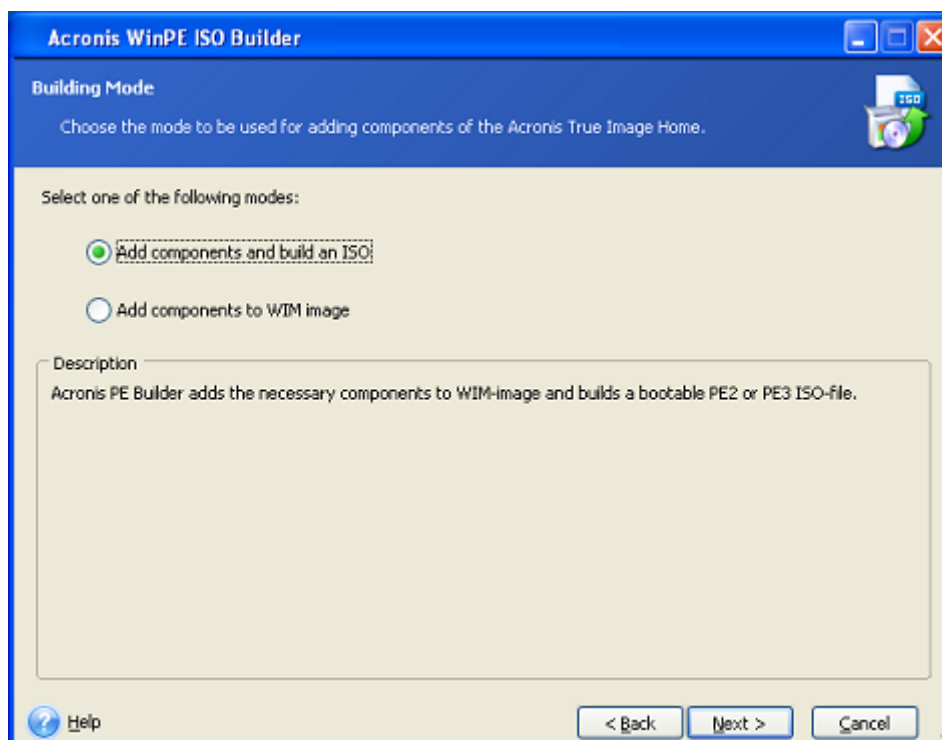 Acronis WinPE ISO Builder
Building Mode
Choose the mode to be used for adding components of the Acronis True Image Home.
ISO
Select one of the following modes:
Add components and build an ISO
Add components to WIM image
Description
Acronis PE Builder adds the necessary components to WIM-image and builds a bootable PE2 or PE3 ISO-file.
Help
< Back
Next >
Cancel